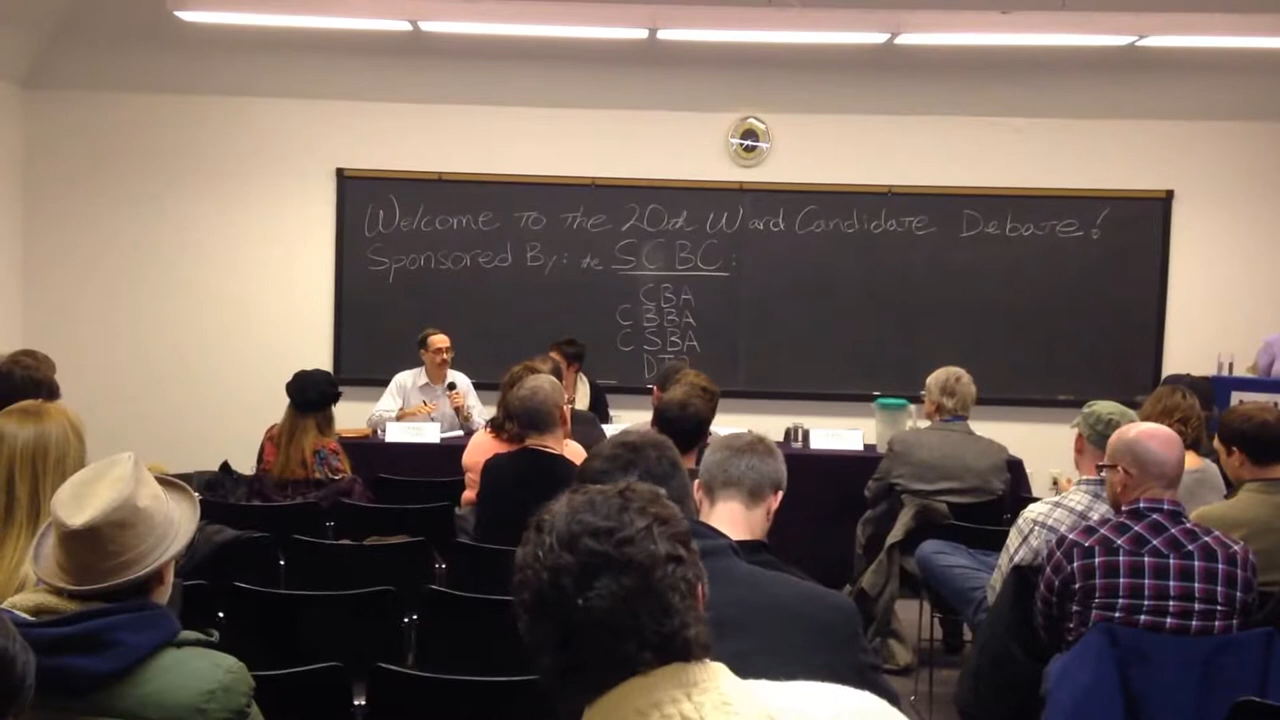 Welcome To The 20th Ward Candidate Debate!
Sponsored By: the SCBC:
CBA
CBBA
CSBA